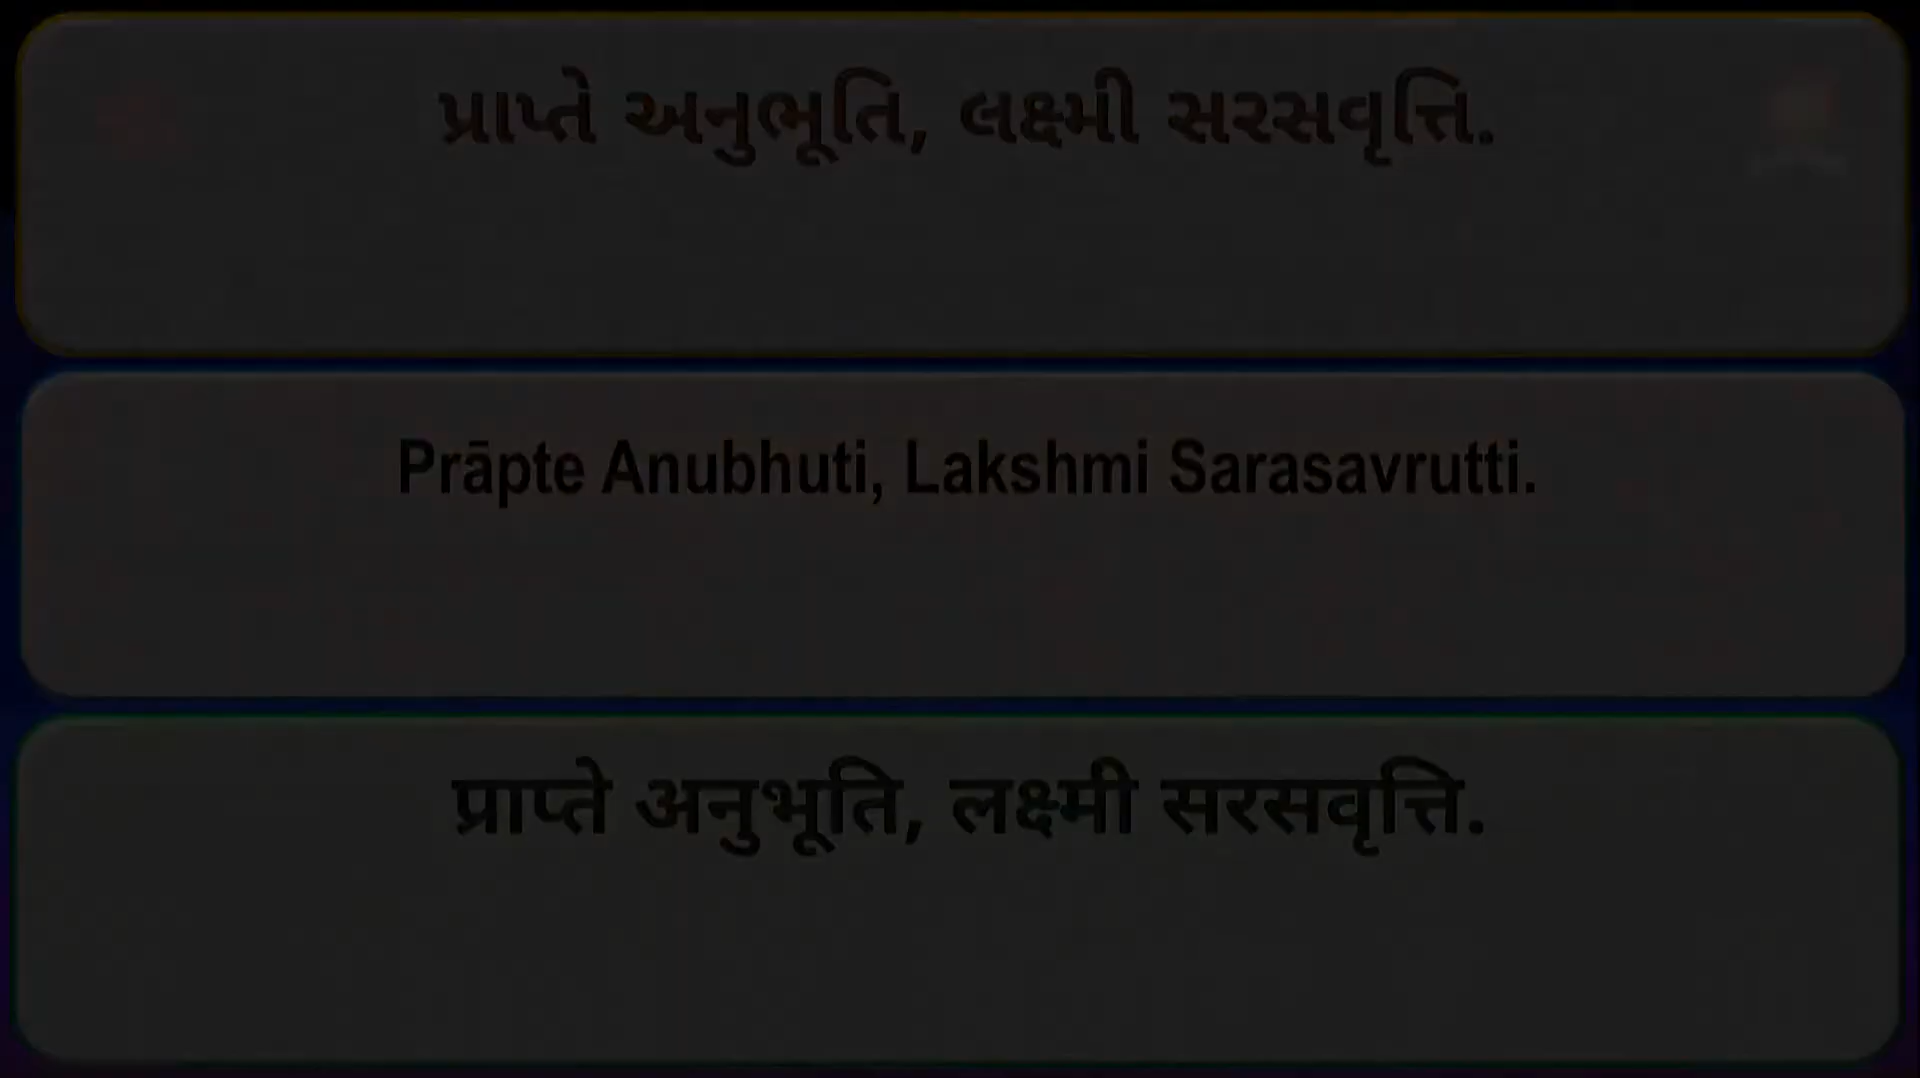 પ્રાપ્તે અનુભૂતિ, લક્ષ્મી સરસવૃત્તિ.
Prāpte Anubhuti, Lakshmi Sarasavrutti.
प्राप्ते अनुभूति, लक्ष्मी सरसवृत्ति.